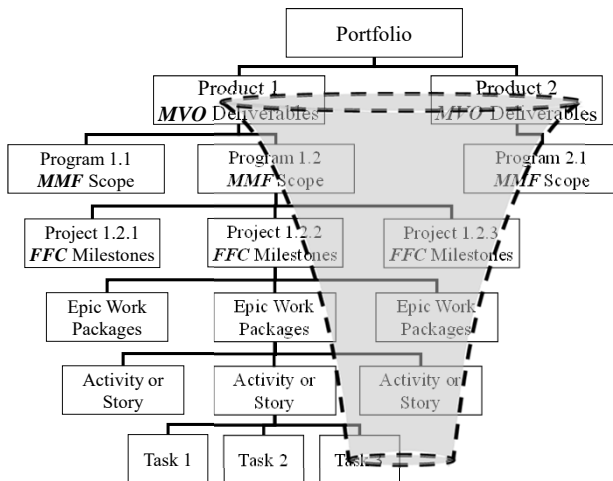 Portfolio
Product 1
MVO Deliverables
Product 2
MVO Deliverables
Program 1.1
MMF Scope
Program 1.2
MMF Scope
Program 2.1
MMF Scope
Project 1.2.1
FFC Milestones
Project 1.2.2
FFC Milestones
Project 1.2.3
FFC Milestones
Epic Work
Packages
Epic Work
Packages
Epic Work
Packages
Activity or
Story
Activity or
Story
Activity or
Story
Task 1
Task 2
Task 3